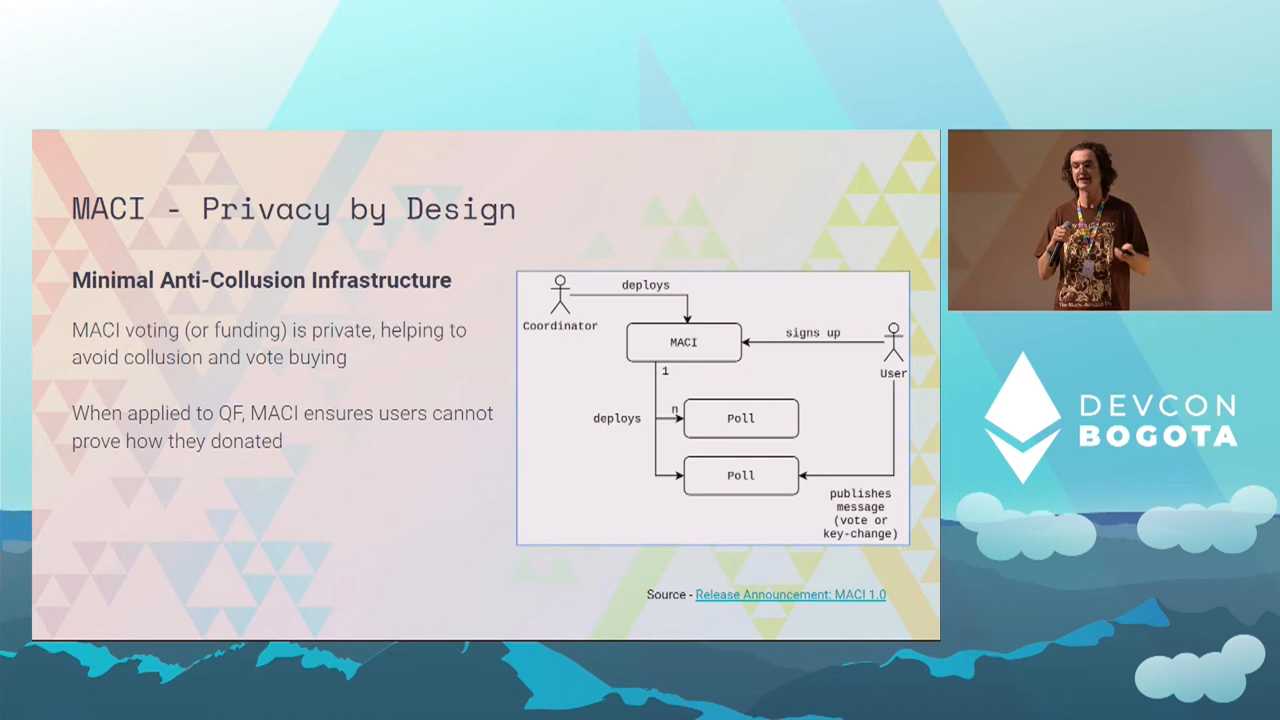 MACI - Privacy by Design
Minimal Anti-Collusion Infrastructure
MACI voting (or funding) is private, helping to
avoid collusion and vote buying
When applied to QF, MACI ensures users cannot
prove how they donated
deploys
Coordinator
MACI
signs up
User
1
deploys
n
Poll
Poll
publishes
message
(vote or
key-change)
Source - Release Announcement: MACI 1.0
DEVCON
BOGOTA